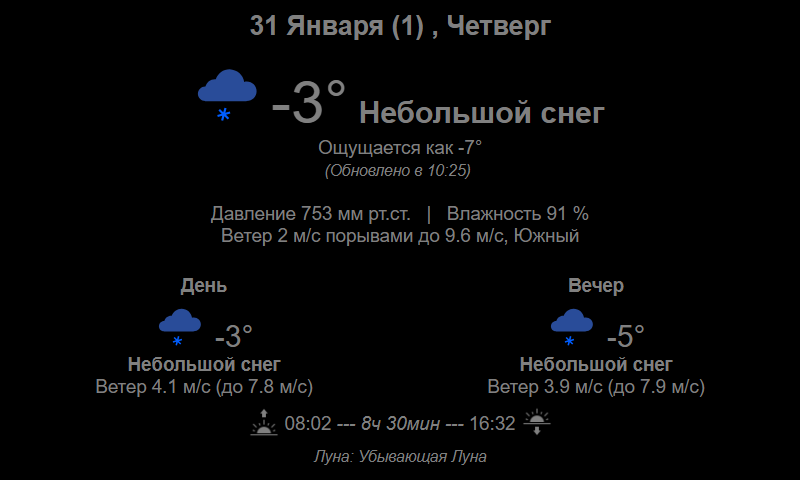 31 Января (1) , Четверг
-3° Небольшой снег
Ощущается как -7°
(Обновлено в 10:25)
Давление 753 мм рт.ст. | Влажность 91 %
Ветер 2 м/с порывами до 9.6 м/с, Южный
День
-3°
Небольшой снег
Ветер 4.1 м/с (до 7.8 м/с)
Вечер
-5°
Небольшой снег
Ветер 3.9 м/с (до 7.9 м/с)
08:02 --- 8ч 30мин --- 16:32
Луна: Убывающая Луна